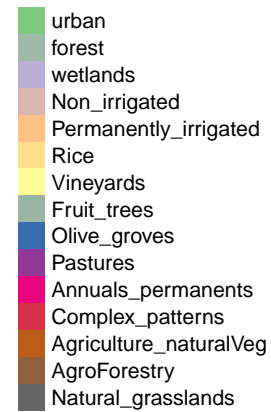 urban
forest
wetlands
Non_irrigated
Permanently_irrigated
Rice
Vineyards
Fruit_trees
Olive_groves
Pastures
Annuals_permanents
Complex_patterns
Agriculture_naturalVeg
AgroForestry
Natural_grasslands